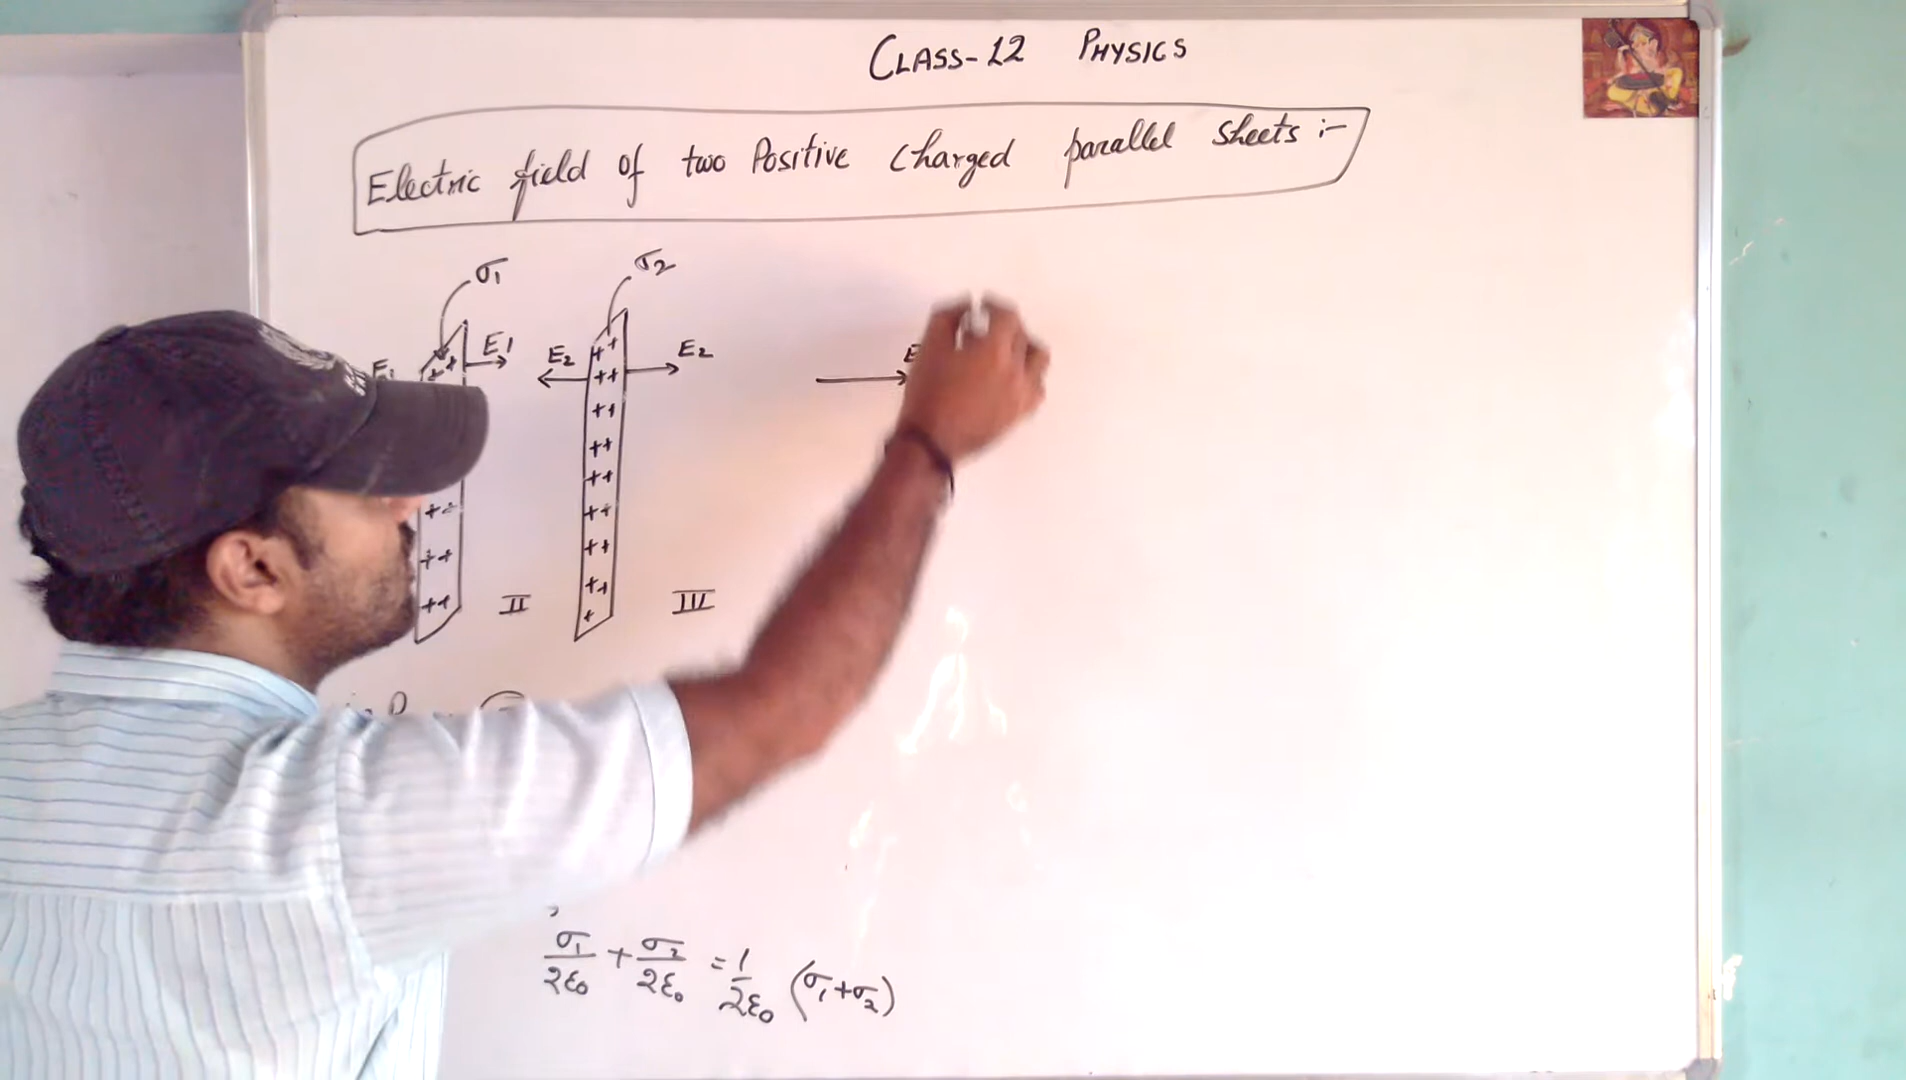 CLASS-12 PHYSICS
Electric field of two Positive Charged parallel sheets :-
σ1 σ2
E1 E1 E2 E2
++
++
++
++
++
++
++
++
++
++
++
+
II III
σ1/2ε0 + σ2/2ε0 = 1/2ε0 (σ1+σ2)